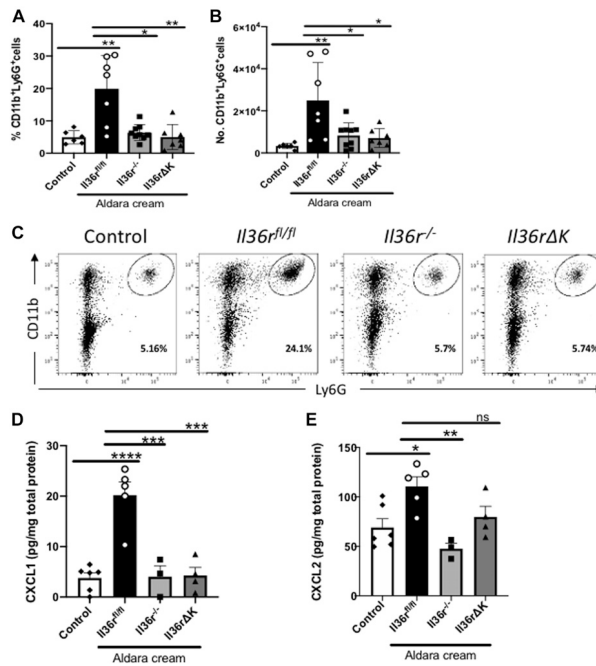 A
% CD11b⁺Ly6G⁺cells
40
30
20
10
0
**
*
**
Control
Il36rfl/fl
Il36r-/-
Il36rΔK
Aldara cream
B
No. CD11b⁺Ly6G⁺cells
6×10⁴
4×10⁴
2×10⁴
0
*
*
**
Control
Il36rfl/fl
Il36r-/-
Il36rΔK
Aldara cream
C
Control
Il36rfl/fl
Il36r-/-
Il36rΔK
CD11b
5.16%
24.1%
5.7%
5.74%
Ly6G
D
CXCL1 (pg/mg total protein)
30
20
10
0
***
***
****
Control
Il36rfl/fl
Il36r-/-
Il36rΔK
Aldara cream
E
CXCL2 (pg/mg total protein)
150
100
50
0
ns
**
*
Control
Il36rfl/fl
Il36r-/-
Il36rΔK
Aldara cream